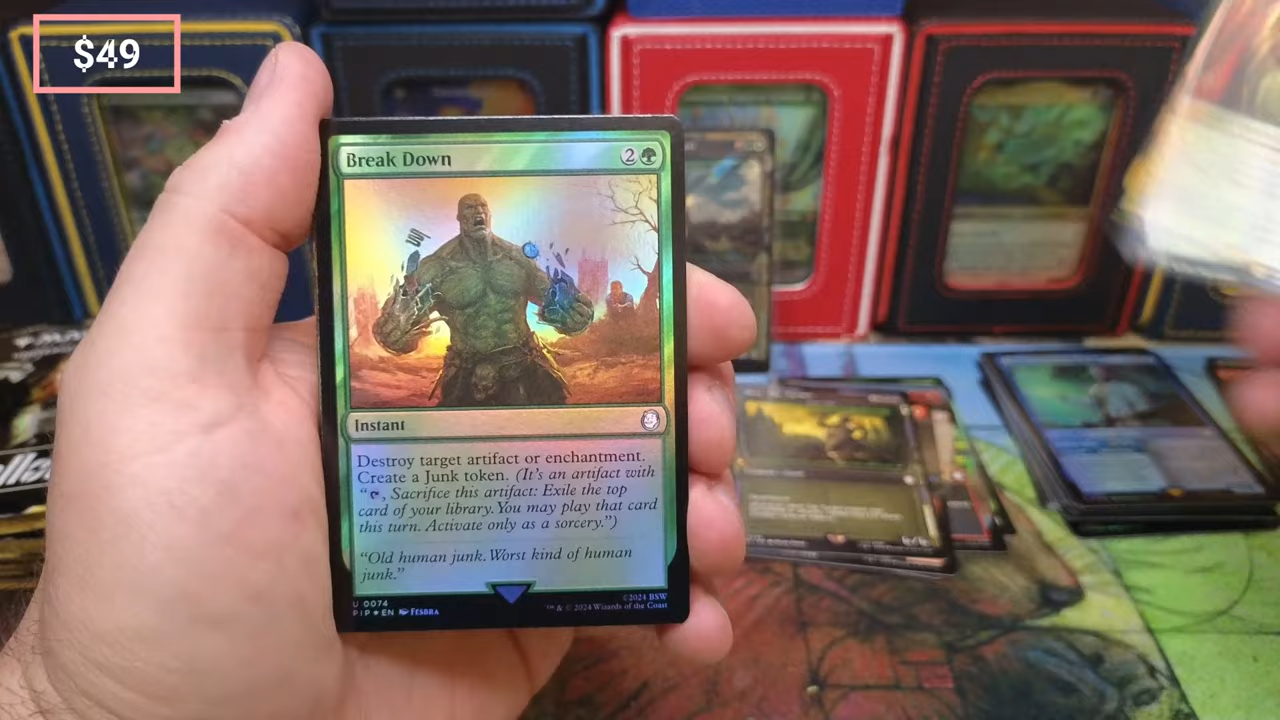 $49
Break Down
2
Instant
Destroy target artifact or enchantment.
Create a Junk token. (It's an artifact with
", Sacrifice this artifact: Exile the top
card of your library. You may play that card
this turn. Activate only as a sorcery.")
"Old human junk. Worst kind of human
junk."
U 0074
PIP ★ EN FESBRA
©2024 BSW
™ & © 2024 Wizards of the Coast